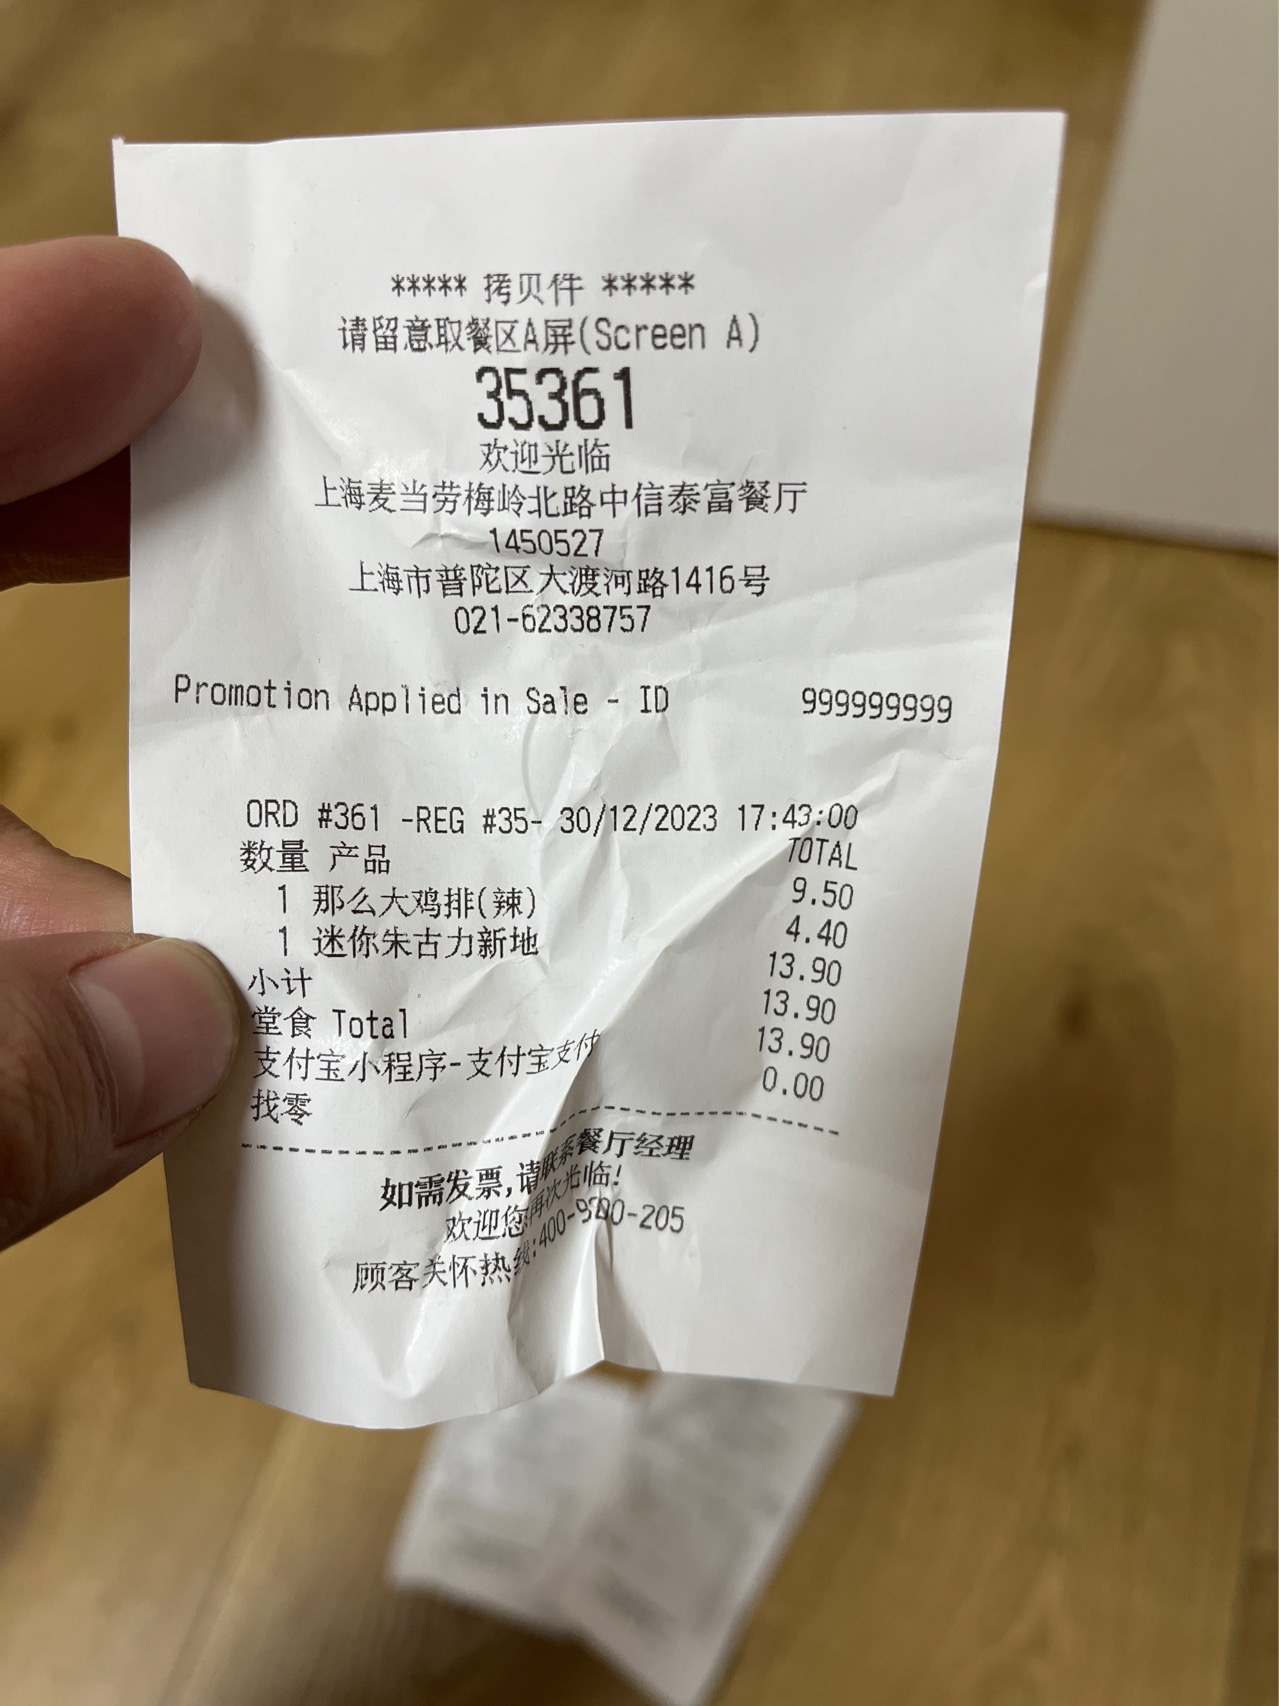 ***** 拷贝件 *****
请留意取餐区A屏(Screen A)
35361
欢迎光临
上海麦当劳梅岭北路中信泰富餐厅
1450527
上海市普陀区大渡河路1416号
021-62338757
Promotion Applied in Sale - ID 999999999
ORD #361 -REG #35- 30/12/2023 17:43:00
数量 产品 TOTAL
1 那么大鸡排(辣) 9.50
1 迷你朱古力新地 4.40
小计 13.90
堂食 Total 13.90
支付宝小程序-支付宝支付 13.90
找零 0.00
如需发票,请联系餐厅经理
欢迎您再次光临!
顾客关怀热线:400-920-205